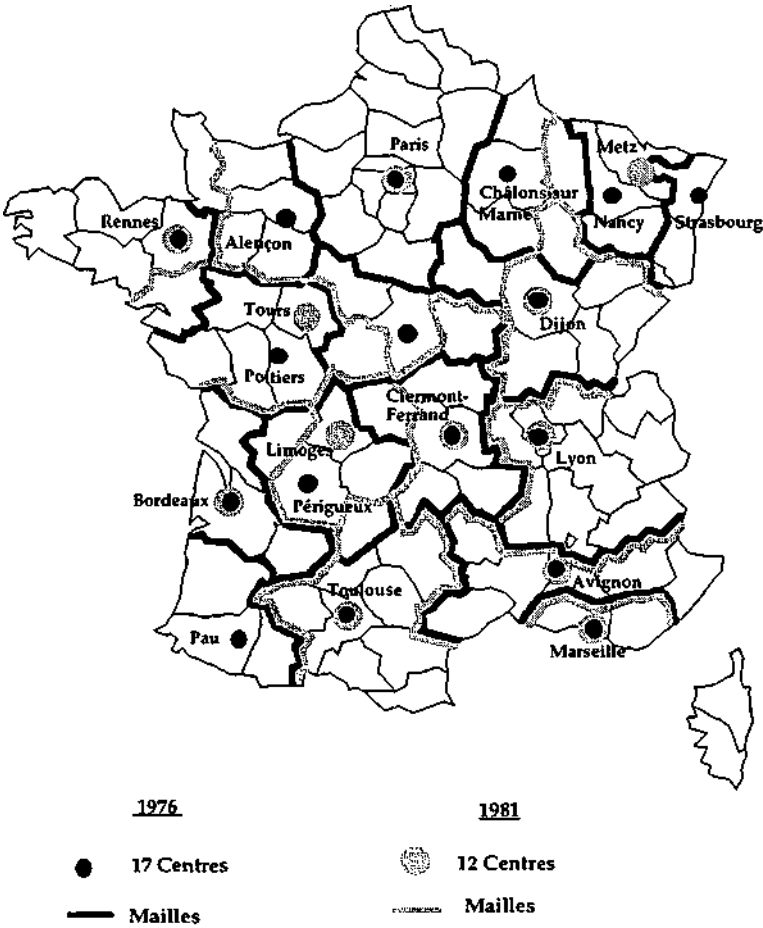 Paris
Metz
Châlons sur
Marne
Nancy
Strasbourg
Rennes
Alençon
Tours
Dijon
Poitiers
Clermont-
Ferrand
Limoges
Lyon
Bordeaux
Périgueux
Toulouse
Avignon
Pau
Marseille
1976
1981
17 Centres
12 Centres
Mailles
Mailles